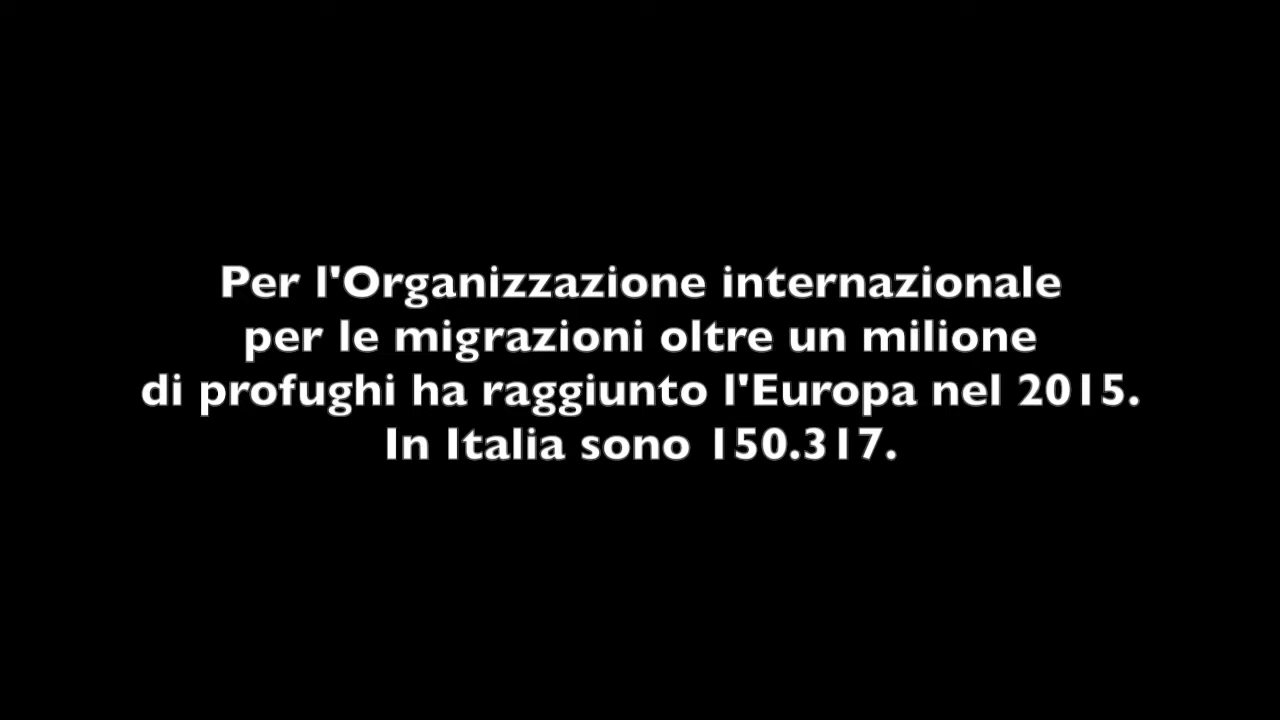 Per l'Organizzazione internazionale
per le migrazioni oltre un milione
di profughi ha raggiunto l'Europa nel 2015.
In Italia sono 150.317.